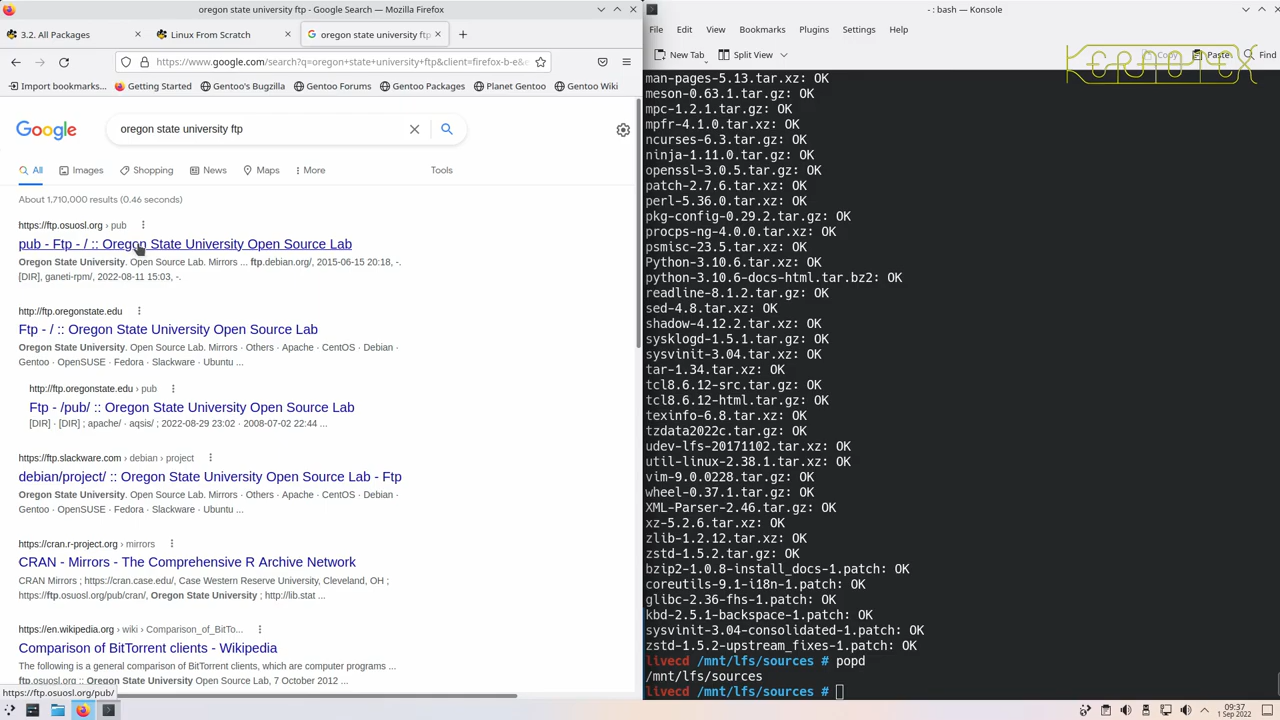 oregon state university ftp - Google Search — Mozilla Firefox
3.2. All Packages
Linux From Scratch
oregon state university ftp
https://www.google.com/search?q=oregon+state+university+ftp&client=firefox-b-e&
Import bookmarks...
Getting Started
Gentoo's Bugzilla
Gentoo Forums
Gentoo Packages
Planet Gentoo
Gentoo Wiki
Google
oregon state university ftp
All
Images
Shopping
News
Maps
More
Tools
About 1,710,000 results (0.46 seconds)
https://ftp.osuosl.org › pub
pub - Ftp - / :: Oregon State University Open Source Lab
Oregon State University. Open Source Lab. Mirrors ... ftp.debian.org/, 2015-06-15 20:18, -.
[DIR], ganeti-rpm/, 2022-08-11 15:03, -.
http://ftp.oregonstate.edu
Ftp - / :: Oregon State University Open Source Lab
Oregon State University. Open Source Lab. Mirrors · Others · Apache · CentOS · Debian ·
Gentoo · OpenSUSE · Fedora · Slackware · Ubuntu ...
http://ftp.oregonstate.edu › pub
Ftp - /pub/ :: Oregon State University Open Source Lab
[DIR] · [DIR] ; apache/ · aqsis/ ; 2022-08-29 23:02 · 2008-07-02 22:44 ...
https://ftp.slackware.com › debian › project
debian/project/ :: Oregon State University Open Source Lab - Ftp
Oregon State University. Open Source Lab. Mirrors · Others · Apache · CentOS · Debian ·
Gentoo · OpenSUSE · Fedora · Slackware · Ubuntu ...
https://cran.r-project.org › mirrors
CRAN - Mirrors - The Comprehensive R Archive Network
CRAN Mirrors ; https://cran.case.edu/, Case Western Reserve University, Cleveland, OH ;
https://ftp.osuosl.org/pub/cran/, Oregon State University ; http://lib.stat ...
https://en.wikipedia.org › wiki › Comparison_of_BitTo...
Comparison of BitTorrent clients - Wikipedia
The following is a general comparison of BitTorrent clients, which are computer programs ...
ftp.osuosl.org :: Oregon State University Open Source Lab, 7 October 2012 ...
https://ftp.osuosl.org/pub/
- : bash — Konsole
File
Edit
View
Bookmarks
Plugins
Settings
Help
New Tab
Split View
Copy
Paste
Find
KERNOTEX
man-pages-5.13.tar.xz: OK
meson-0.63.1.tar.gz: OK
mpc-1.2.1.tar.gz: OK
mpfr-4.1.0.tar.xz: OK
ncurses-6.3.tar.gz: OK
ninja-1.11.0.tar.gz: OK
openssl-3.0.5.tar.gz: OK
patch-2.7.6.tar.xz: OK
perl-5.36.0.tar.xz: OK
pkg-config-0.29.2.tar.gz: OK
procps-ng-4.0.0.tar.xz: OK
psmisc-23.5.tar.xz: OK
Python-3.10.6.tar.xz: OK
python-3.10.6-docs-html.tar.bz2: OK
readline-8.1.2.tar.gz: OK
sed-4.8.tar.xz: OK
shadow-4.12.2.tar.xz: OK
sysklogd-1.5.1.tar.gz: OK
sysvinit-3.04.tar.xz: OK
tar-1.34.tar.xz: OK
tcl8.6.12-src.tar.gz: OK
tcl8.6.12-html.tar.gz: OK
texinfo-6.8.tar.xz: OK
tzdata2022c.tar.gz: OK
udev-lfs-20171102.tar.xz: OK
util-linux-2.38.1.tar.xz: OK
vim-9.0.0228.tar.gz: OK
wheel-0.37.1.tar.gz: OK
XML-Parser-2.46.tar.gz: OK
xz-5.2.6.tar.xz: OK
zlib-1.2.12.tar.xz: OK
zstd-1.5.2.tar.gz: OK
bzip2-1.0.8-install_docs-1.patch: OK
coreutils-9.1-i18n-1.patch: OK
glibc-2.36-fhs-1.patch: OK
kbd-2.5.1-backspace-1.patch: OK
sysvinit-3.04-consolidated-1.patch: OK
zstd-1.5.2-upstream_fixes-1.patch: OK
livecd /mnt/lfs/sources # popd
/mnt/lfs/sources
livecd /mnt/lfs/sources #
09:37
1 Sep 2022